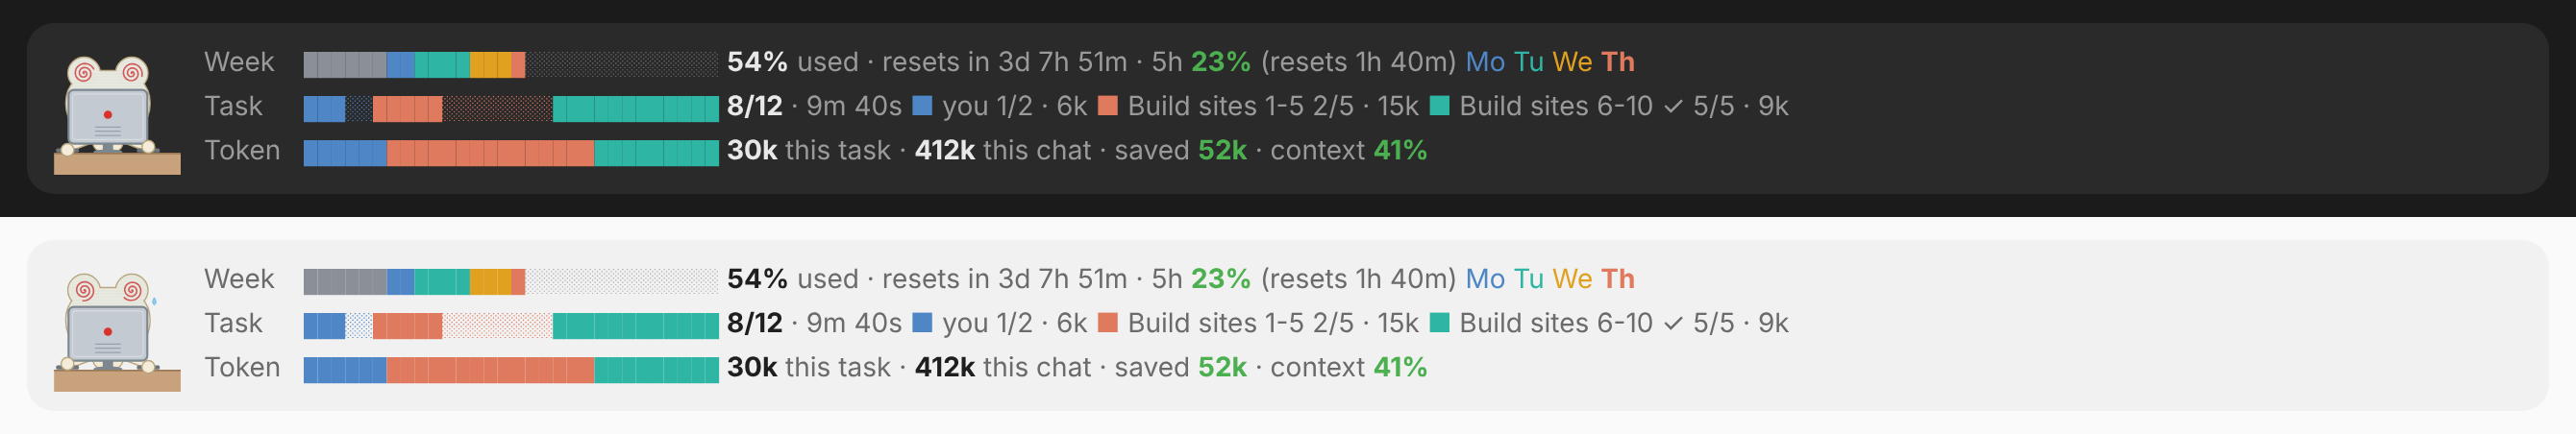 Week 54% used · resets in 3d 7h 51m · 5h 23% (resets 1h 40m) Mo Tu We Th
Task 8/12 · 9m 40s you 1/2 · 6k Build sites 1-5 2/5 · 15k Build sites 6-10 ✓ 5/5 · 9k
Token 30k this task · 412k this chat · saved 52k · context 41%
Week 54% used · resets in 3d 7h 51m · 5h 23% (resets 1h 40m) Mo Tu We Th
Task 8/12 · 9m 40s you 1/2 · 6k Build sites 1-5 2/5 · 15k Build sites 6-10 ✓ 5/5 · 9k
Token 30k this task · 412k this chat · saved 52k · context 41%